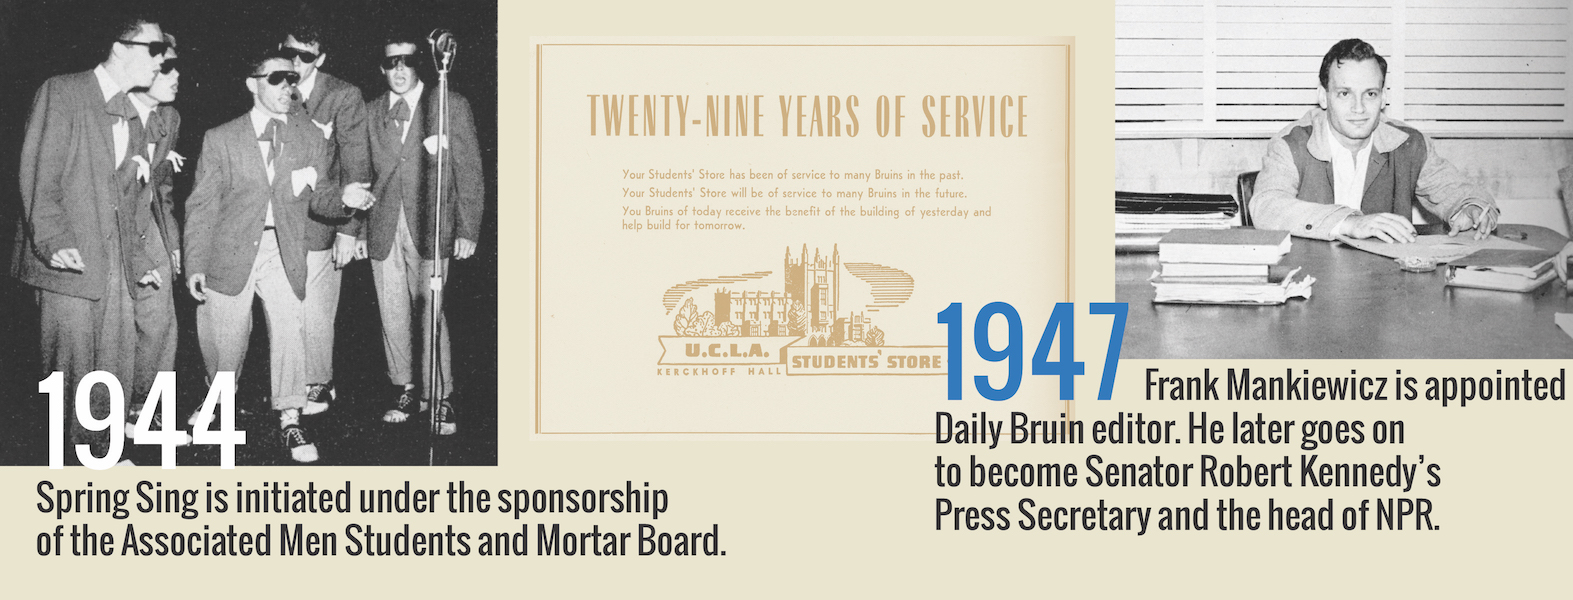 1944
Spring Sing is initiated under the sponsorship
of the Associated Men Students and Mortar Board.
TWENTY-NINE YEARS OF SERVICE
Your Students' Store has been of service to many Bruins in the past.
Your Students' Store will be of service to many Bruins in the future.
You Bruins of today receive the benefit of the building of yesterday and
help build for tomorrow.
U.C.L.A.
KERCKHOFF HALL
STUDENTS' STORE
1947
Frank Mankiewicz is appointed
Daily Bruin editor. He later goes on
to become Senator Robert Kennedy’s
Press Secretary and the head of NPR.